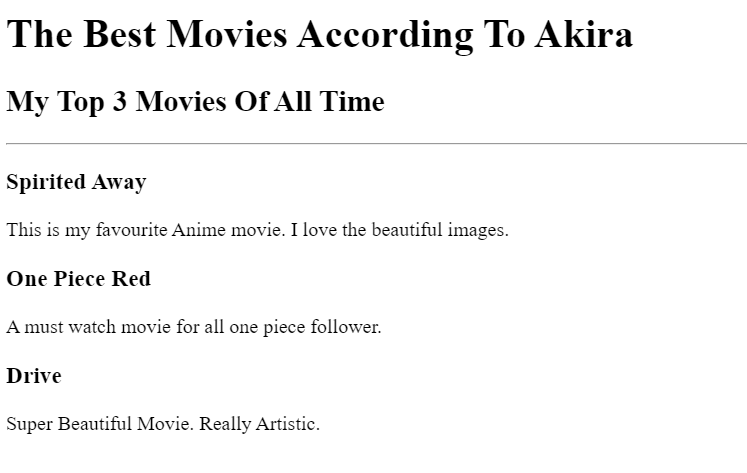 The Best Movies According To Akira
My Top 3 Movies Of All Time
Spirited Away
This is my favourite Anime movie. I love the beautiful images.
One Piece Red
A must watch movie for all one piece follower.
Drive
Super Beautiful Movie. Really Artistic.